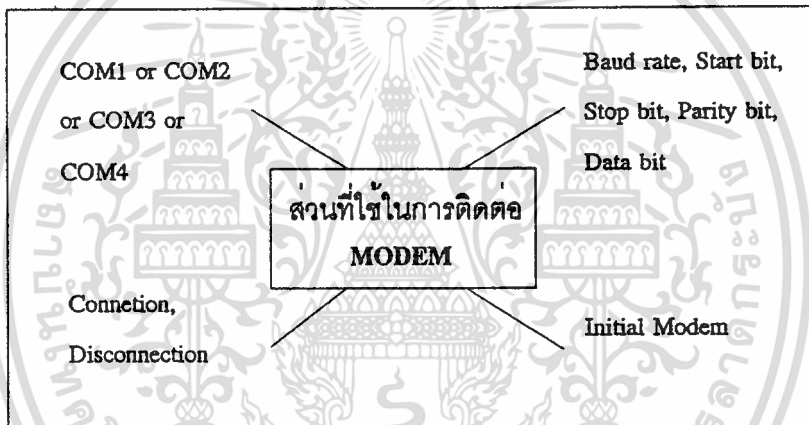 COM1 or COM2
or COM3 or
COM4
Baud rate, Start bit,
Stop bit, Parity bit,
Data bit
ส่วนที่ใช้ในการติดต่อ
MODEM
Connetion,
Disconnection
Initial Modem